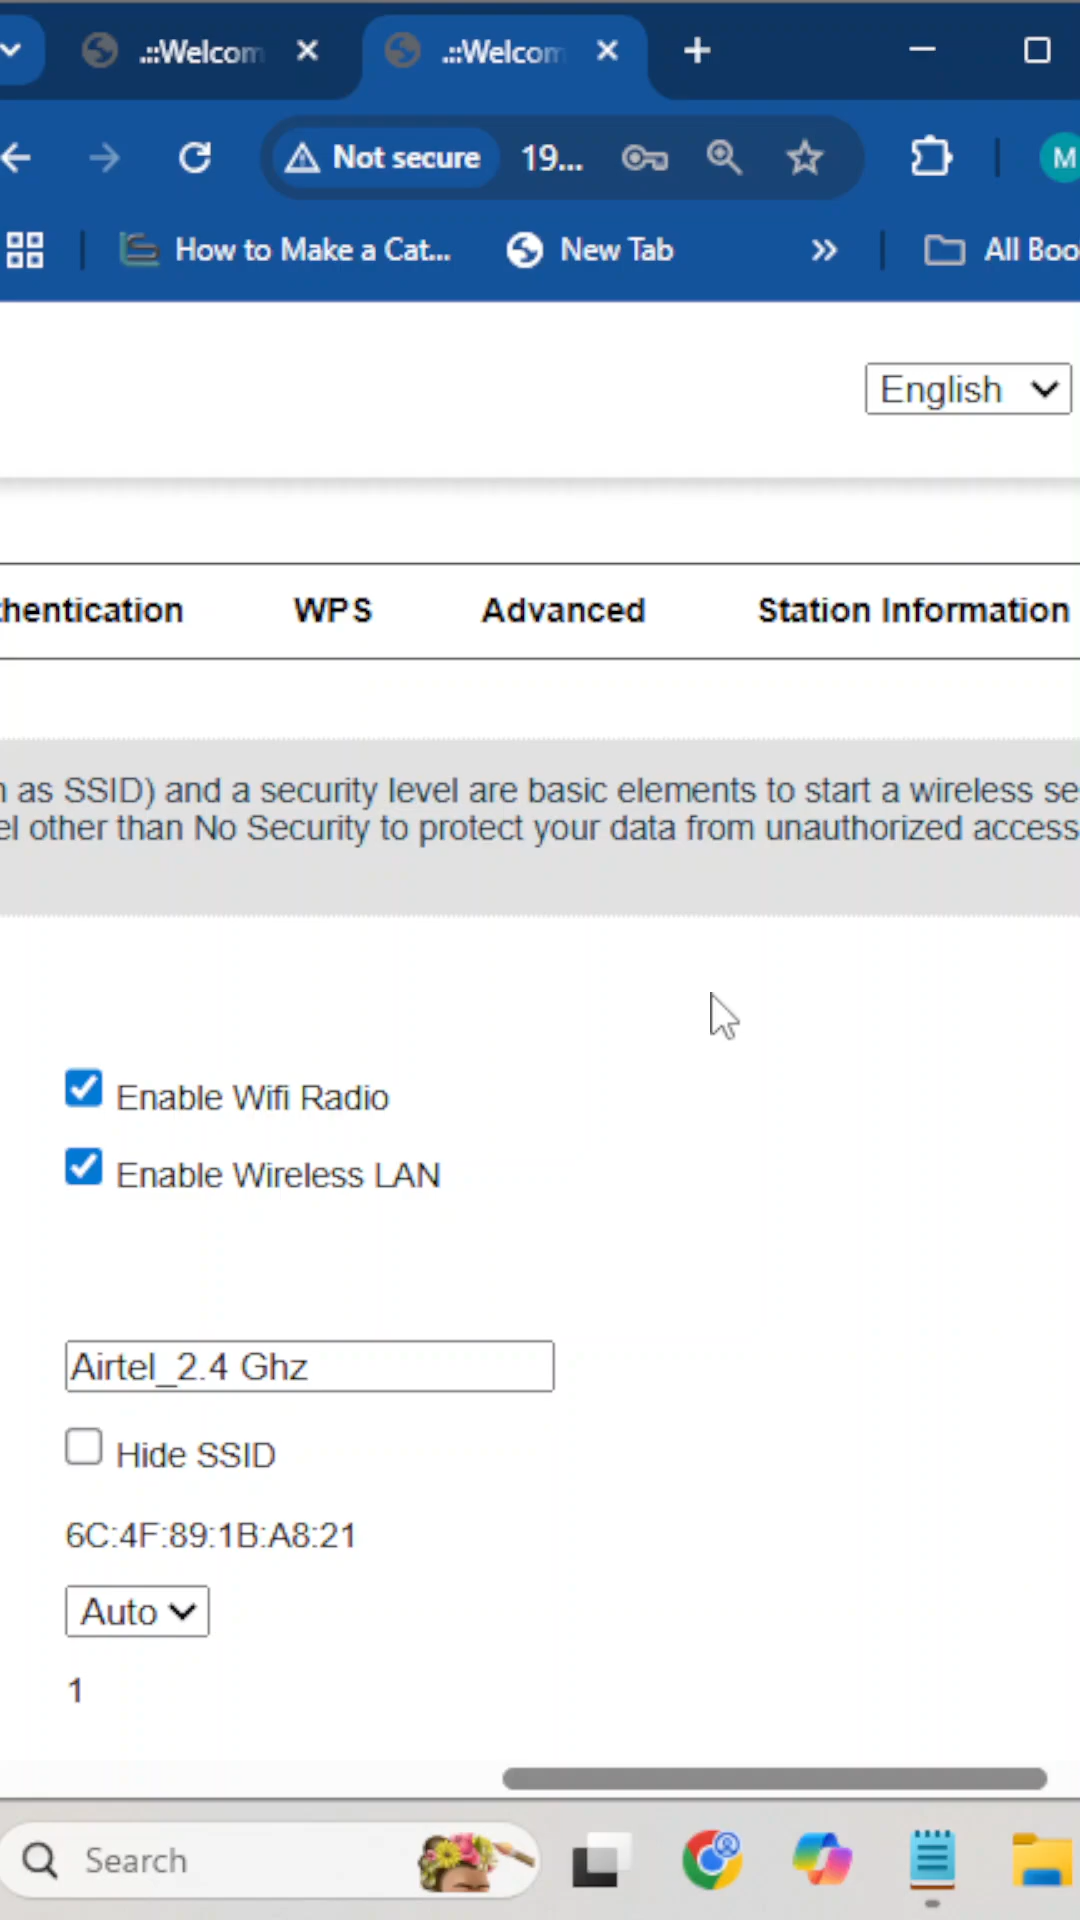 .::Welcom
.::Welcom
Not secure
19...
M
How to Make a Cat...
New Tab
All Boo
English
thentication
WPS
Advanced
Station Information
n as SSID) and a security level are basic elements to start a wireless se
el other than No Security to protect your data from unauthorized access
Enable Wifi Radio
Enable Wireless LAN
Airtel_2.4 Ghz
Hide SSID
6C:4F:89:1B:A8:21
Auto
1
Search